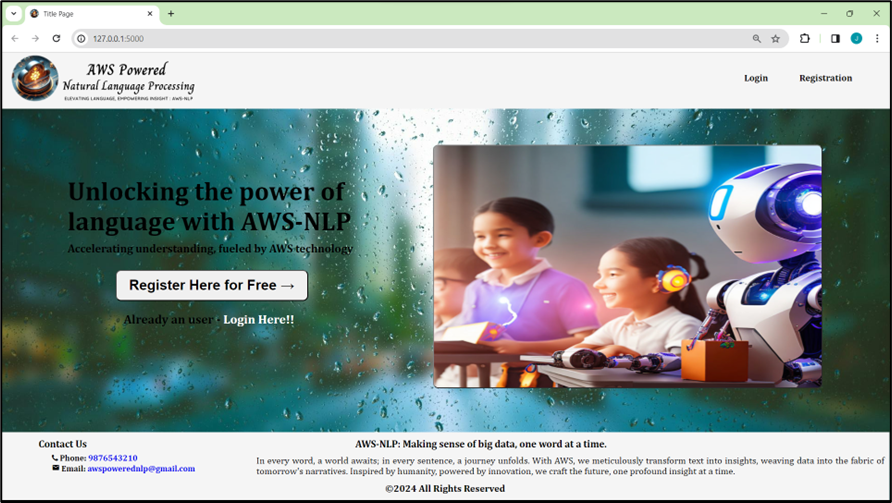 Title Page
127.0.0.1:5000
J
AWS Powered
Natural Language Processing
ELEVATING LANGUAGE, EMPOWERING INSIGHT - AWS-NLP
Login
Registration
Unlocking the power of
language with AWS-NLP
Accelerating understanding, fueled by AWS technology
Register Here for Free →
Already an user · Login Here!!
Contact Us
Phone: 9876543210
Email: awspowerednlp@gmail.com
AWS-NLP: Making sense of big data, one word at a time.
In every word, a world awaits; in every sentence, a journey unfolds. With AWS, we meticulously transform text into insights, weaving data into the fabric of
tomorrow's narratives. Inspired by humanity, powered by innovation, we craft the future, one profound insight at a time.
©2024 All Rights Reserved